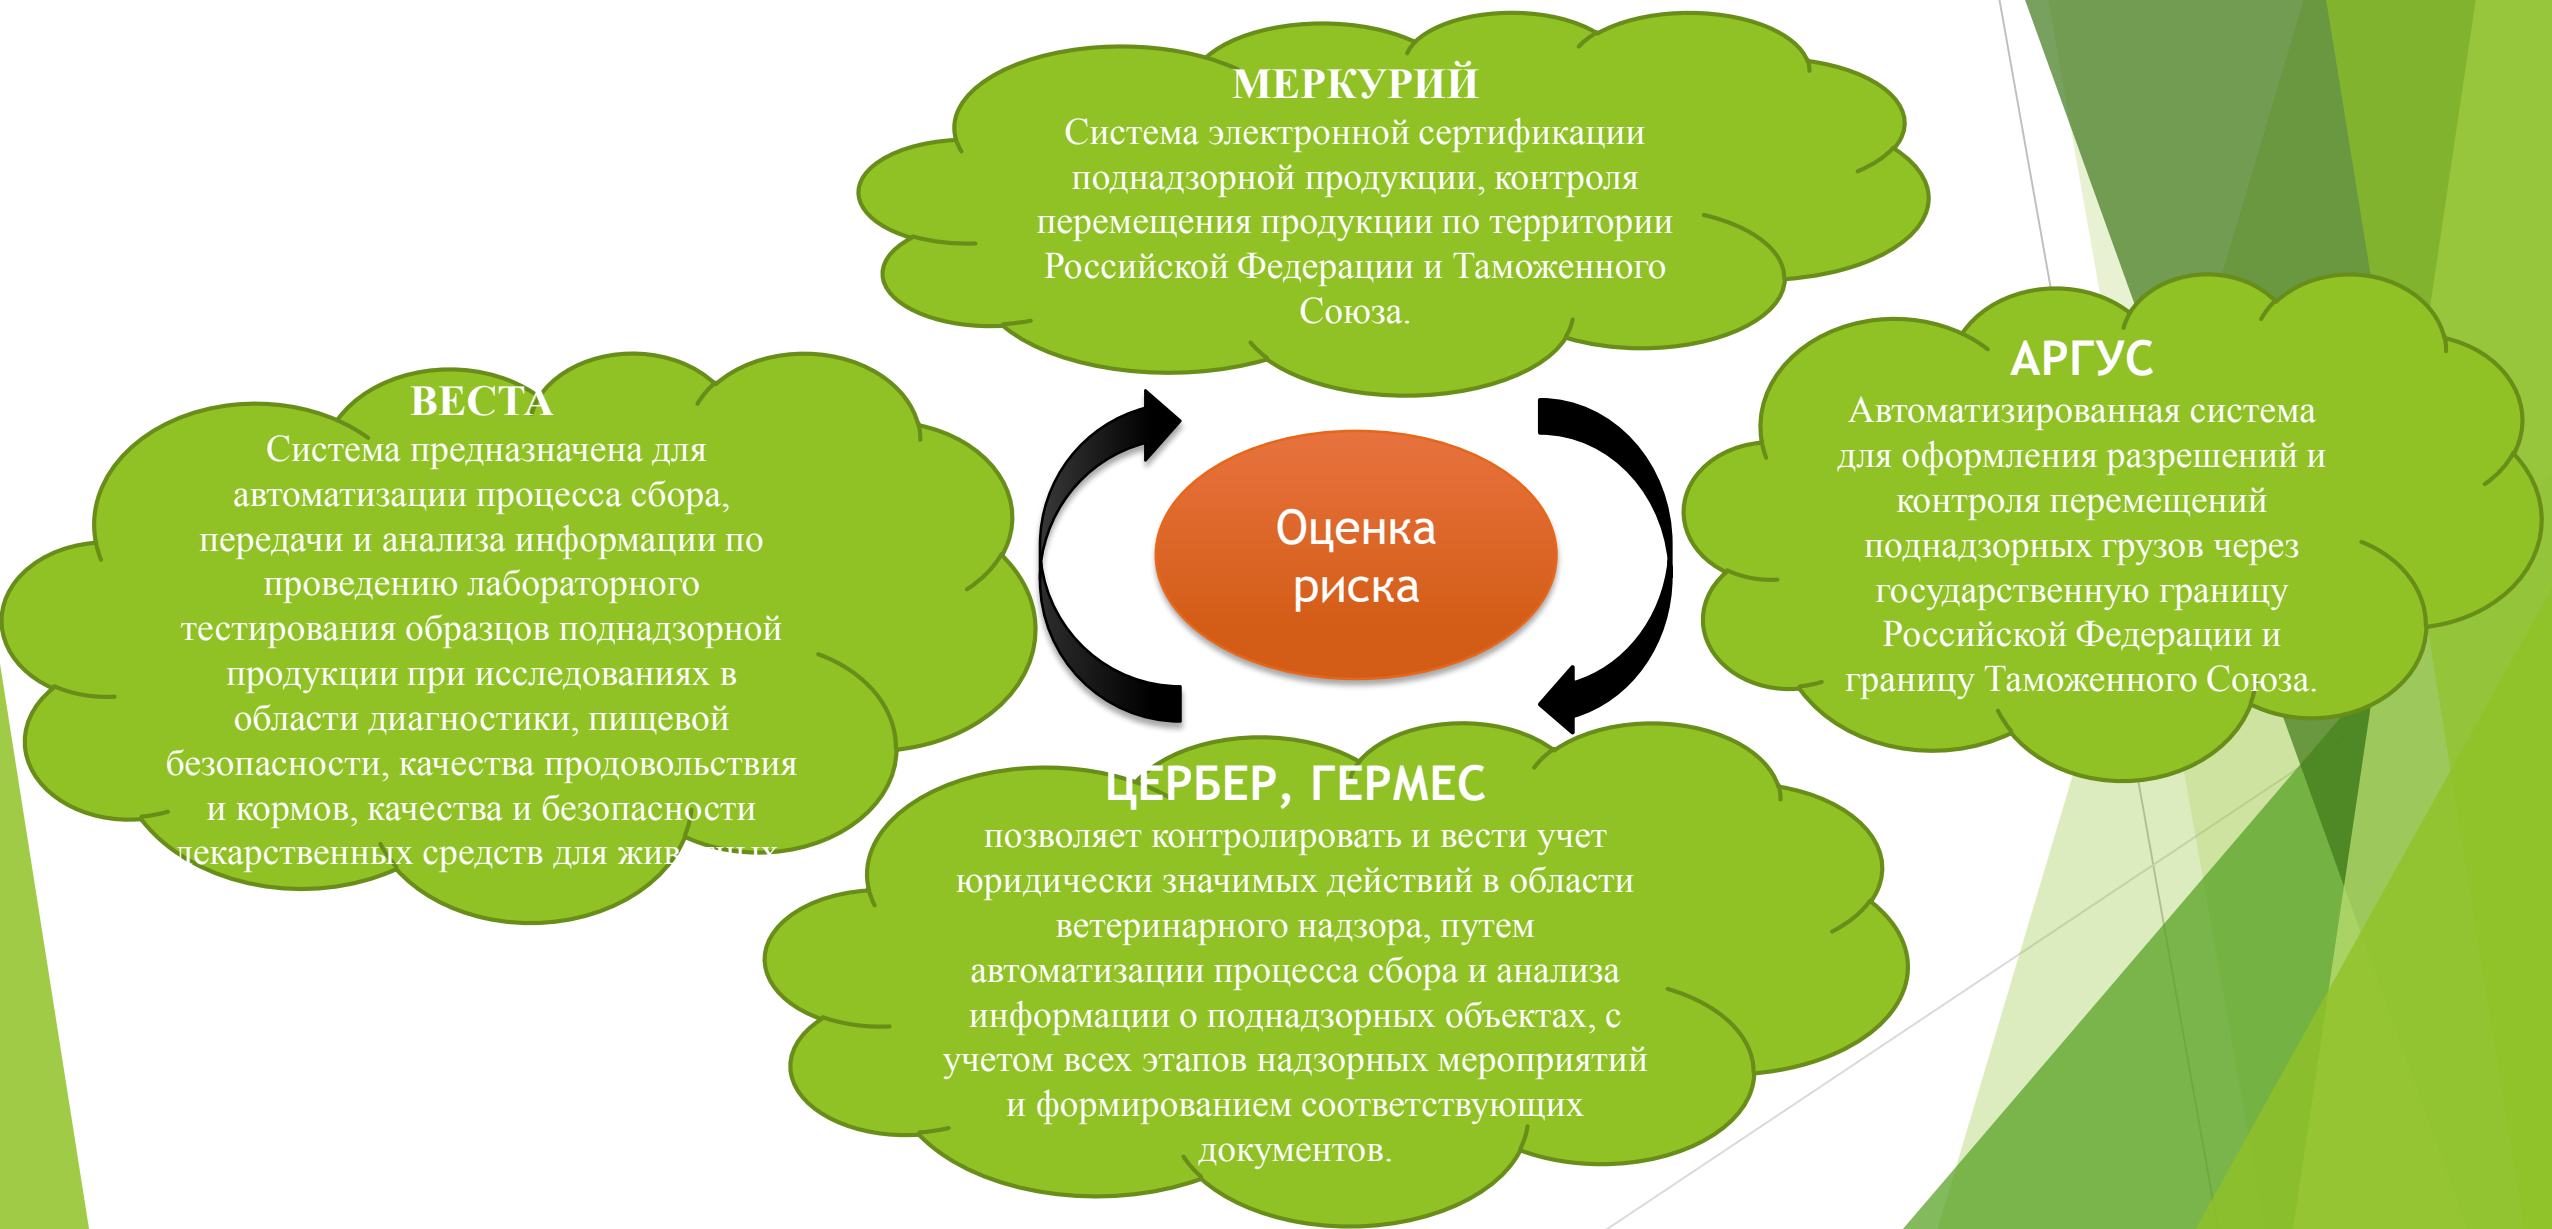 МЕРКУРИЙ
Система электронной сертификации
поднадзорной продукции, контроля
перемещения продукции по территории
Российской Федерации и Таможенного
Союза.
ВЕСТА
Система предназначена для
автоматизации процесса сбора,
передачи и анализа информации по
проведению лабораторного
тестирования образцов поднадзорной
продукции при исследованиях в
области диагностики, пищевой
безопасности, качества продовольствия
и кормов, качества и безопасности
лекарственных средств для животных.
Оценка
риска
АРГУС
Автоматизированная система
для оформления разрешений и
контроля перемещений
поднадзорных грузов через
государственную границу
Российской Федерации и
границу Таможенного Союза.
ЦЕРБЕР, ГЕРМЕС
позволяет контролировать и вести учет
юридически значимых действий в области
ветеринарного надзора, путем
автоматизации процесса сбора и анализа
информации о поднадзорных объектах, с
учетом всех этапов надзорных мероприятий
и формированием соответствующих
документов.